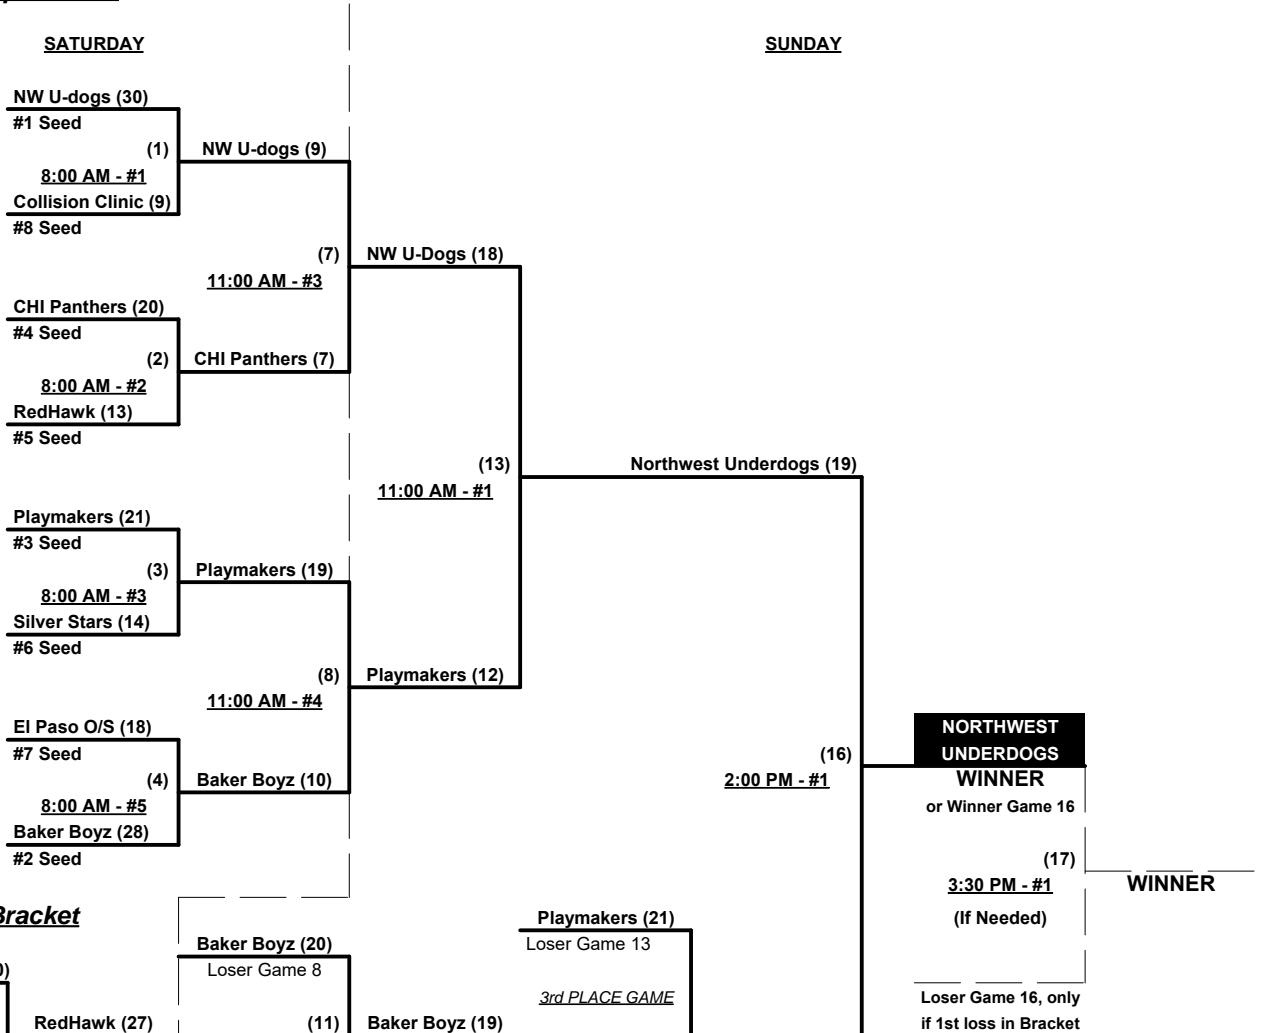 SATURDAY
SUNDAY
NW U-dogs (30)
#1 Seed
(1)
NW U-dogs (9)
8:00 AM - #1
Collision Clinic (9)
#8 Seed
(7)
NW U-Dogs (18)
11:00 AM - #3
CHI Panthers (20)
#4 Seed
(2)
CHI Panthers (7)
8:00 AM - #2
RedHawk (13)
#5 Seed
(13)
Northwest Underdogs (19)
11:00 AM - #1
Playmakers (21)
#3 Seed
(3)
Playmakers (19)
8:00 AM - #3
Silver Stars (14)
#6 Seed
(8)
Playmakers (12)
11:00 AM - #4
El Paso O/S (18)
#7 Seed
(4)
Baker Boyz (10)
8:00 AM - #5
Baker Boyz (28)
#2 Seed
(16)
2:00 PM - #1
NORTHWEST
UNDERDOGS
WINNER
or Winner Game 16
(17)
3:30 PM - #1
WINNER
(If Needed)
Bracket
Baker Boyz (20)
Loser Game 8
Playmakers (21)
Loser Game 13
3rd PLACE GAME
Loser Game 16, only
if 1st loss in Bracket
RedHawk (27)
(11)
Baker Boyz (19)